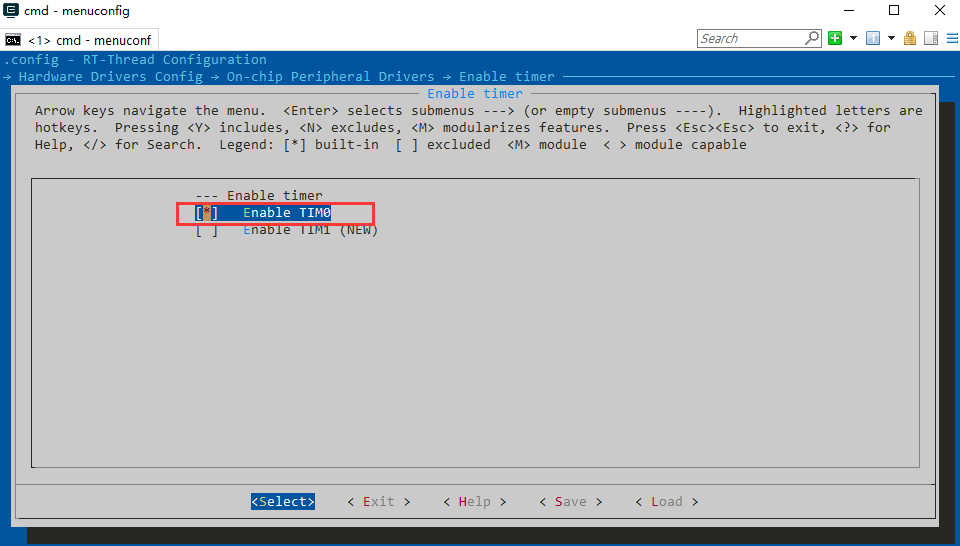 cmd - menuconfig
<1> cmd - menuconf
Search
.config - RT-Thread Configuration
→ Hardware Drivers Config → On-chip Peripheral Drivers → Enable timer
Enable timer
Arrow keys navigate the menu.  <Enter> selects submenus ---> (or empty submenus ----).  Highlighted letters are
hotkeys.  Pressing <Y> includes, <N> excludes, <M> modularizes features.  Press <Esc><Esc> to exit, <?> for
Help, </> for Search.  Legend: [*] built-in  [ ] excluded  <M> module  < > module capable
--- Enable timer
[*]   Enable TIM0
[ ]   Enable TIM1 (NEW)
<Select>    < Exit >    < Help >    < Save >    < Load >